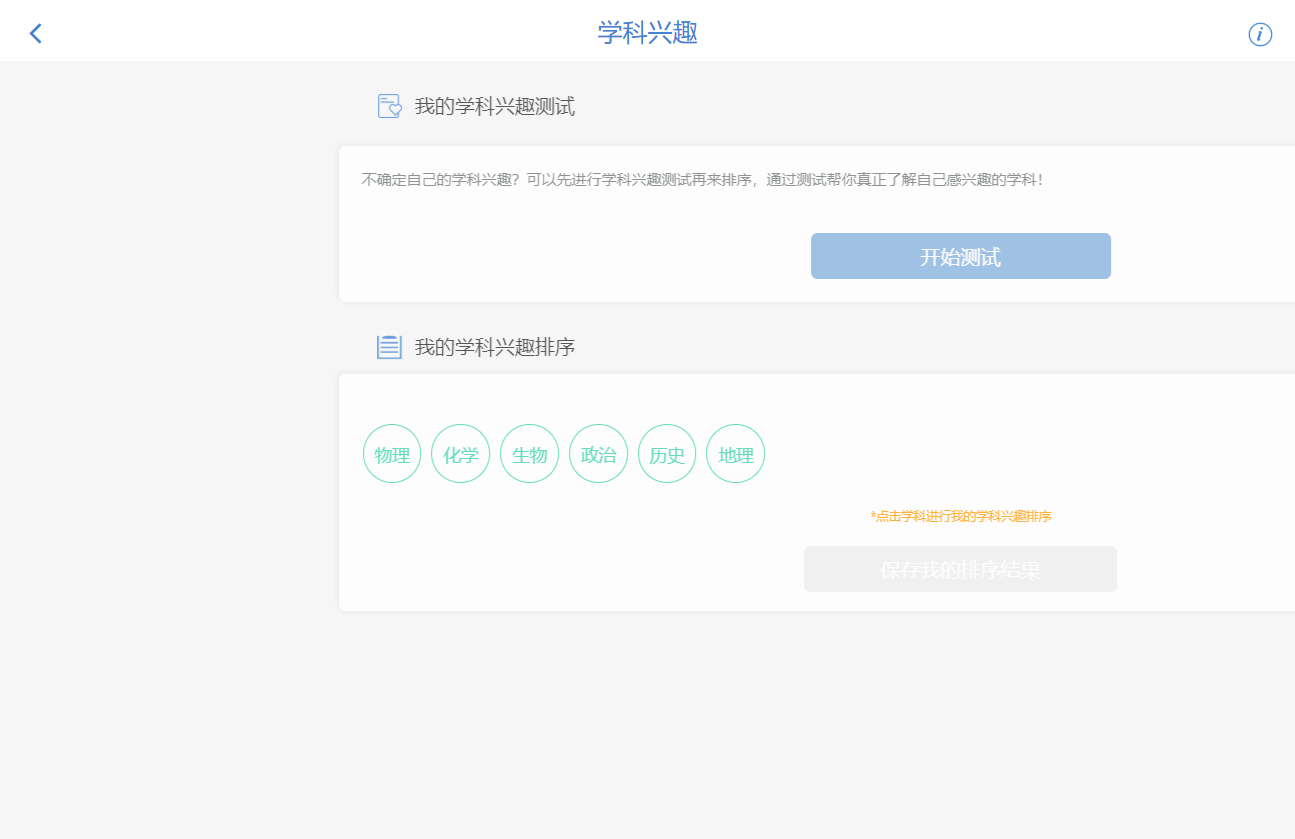 学科兴趣
i
我的学科兴趣测试
不确定自己的学科兴趣？可以先进行学科兴趣测试再来排序，通过测试帮你真正了解自己感兴趣的学科！
开始测试
我的学科兴趣排序
物理 化学 生物 政治 历史 地理
*点击学科进行我的学科兴趣排序
保存我的排序结果